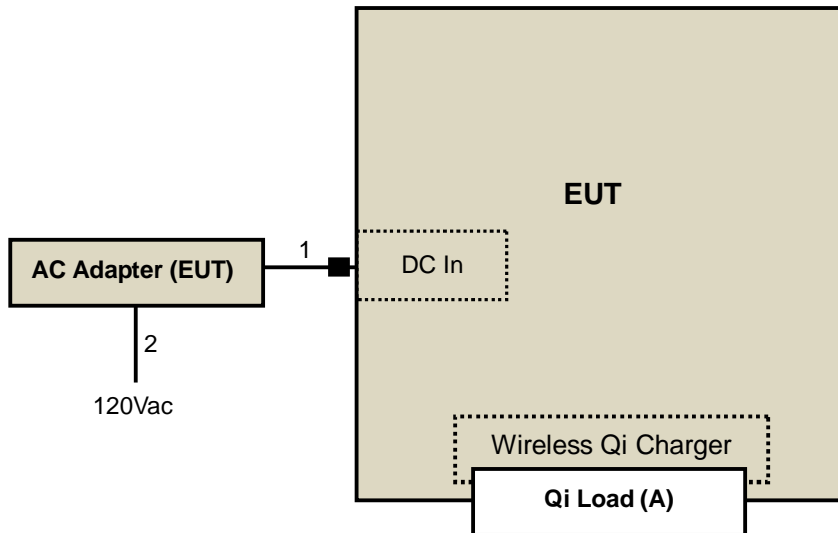 EUT
1
DC In
AC Adapter (EUT)
2
120Vac
Wireless Qi Charger
Qi Load (A)